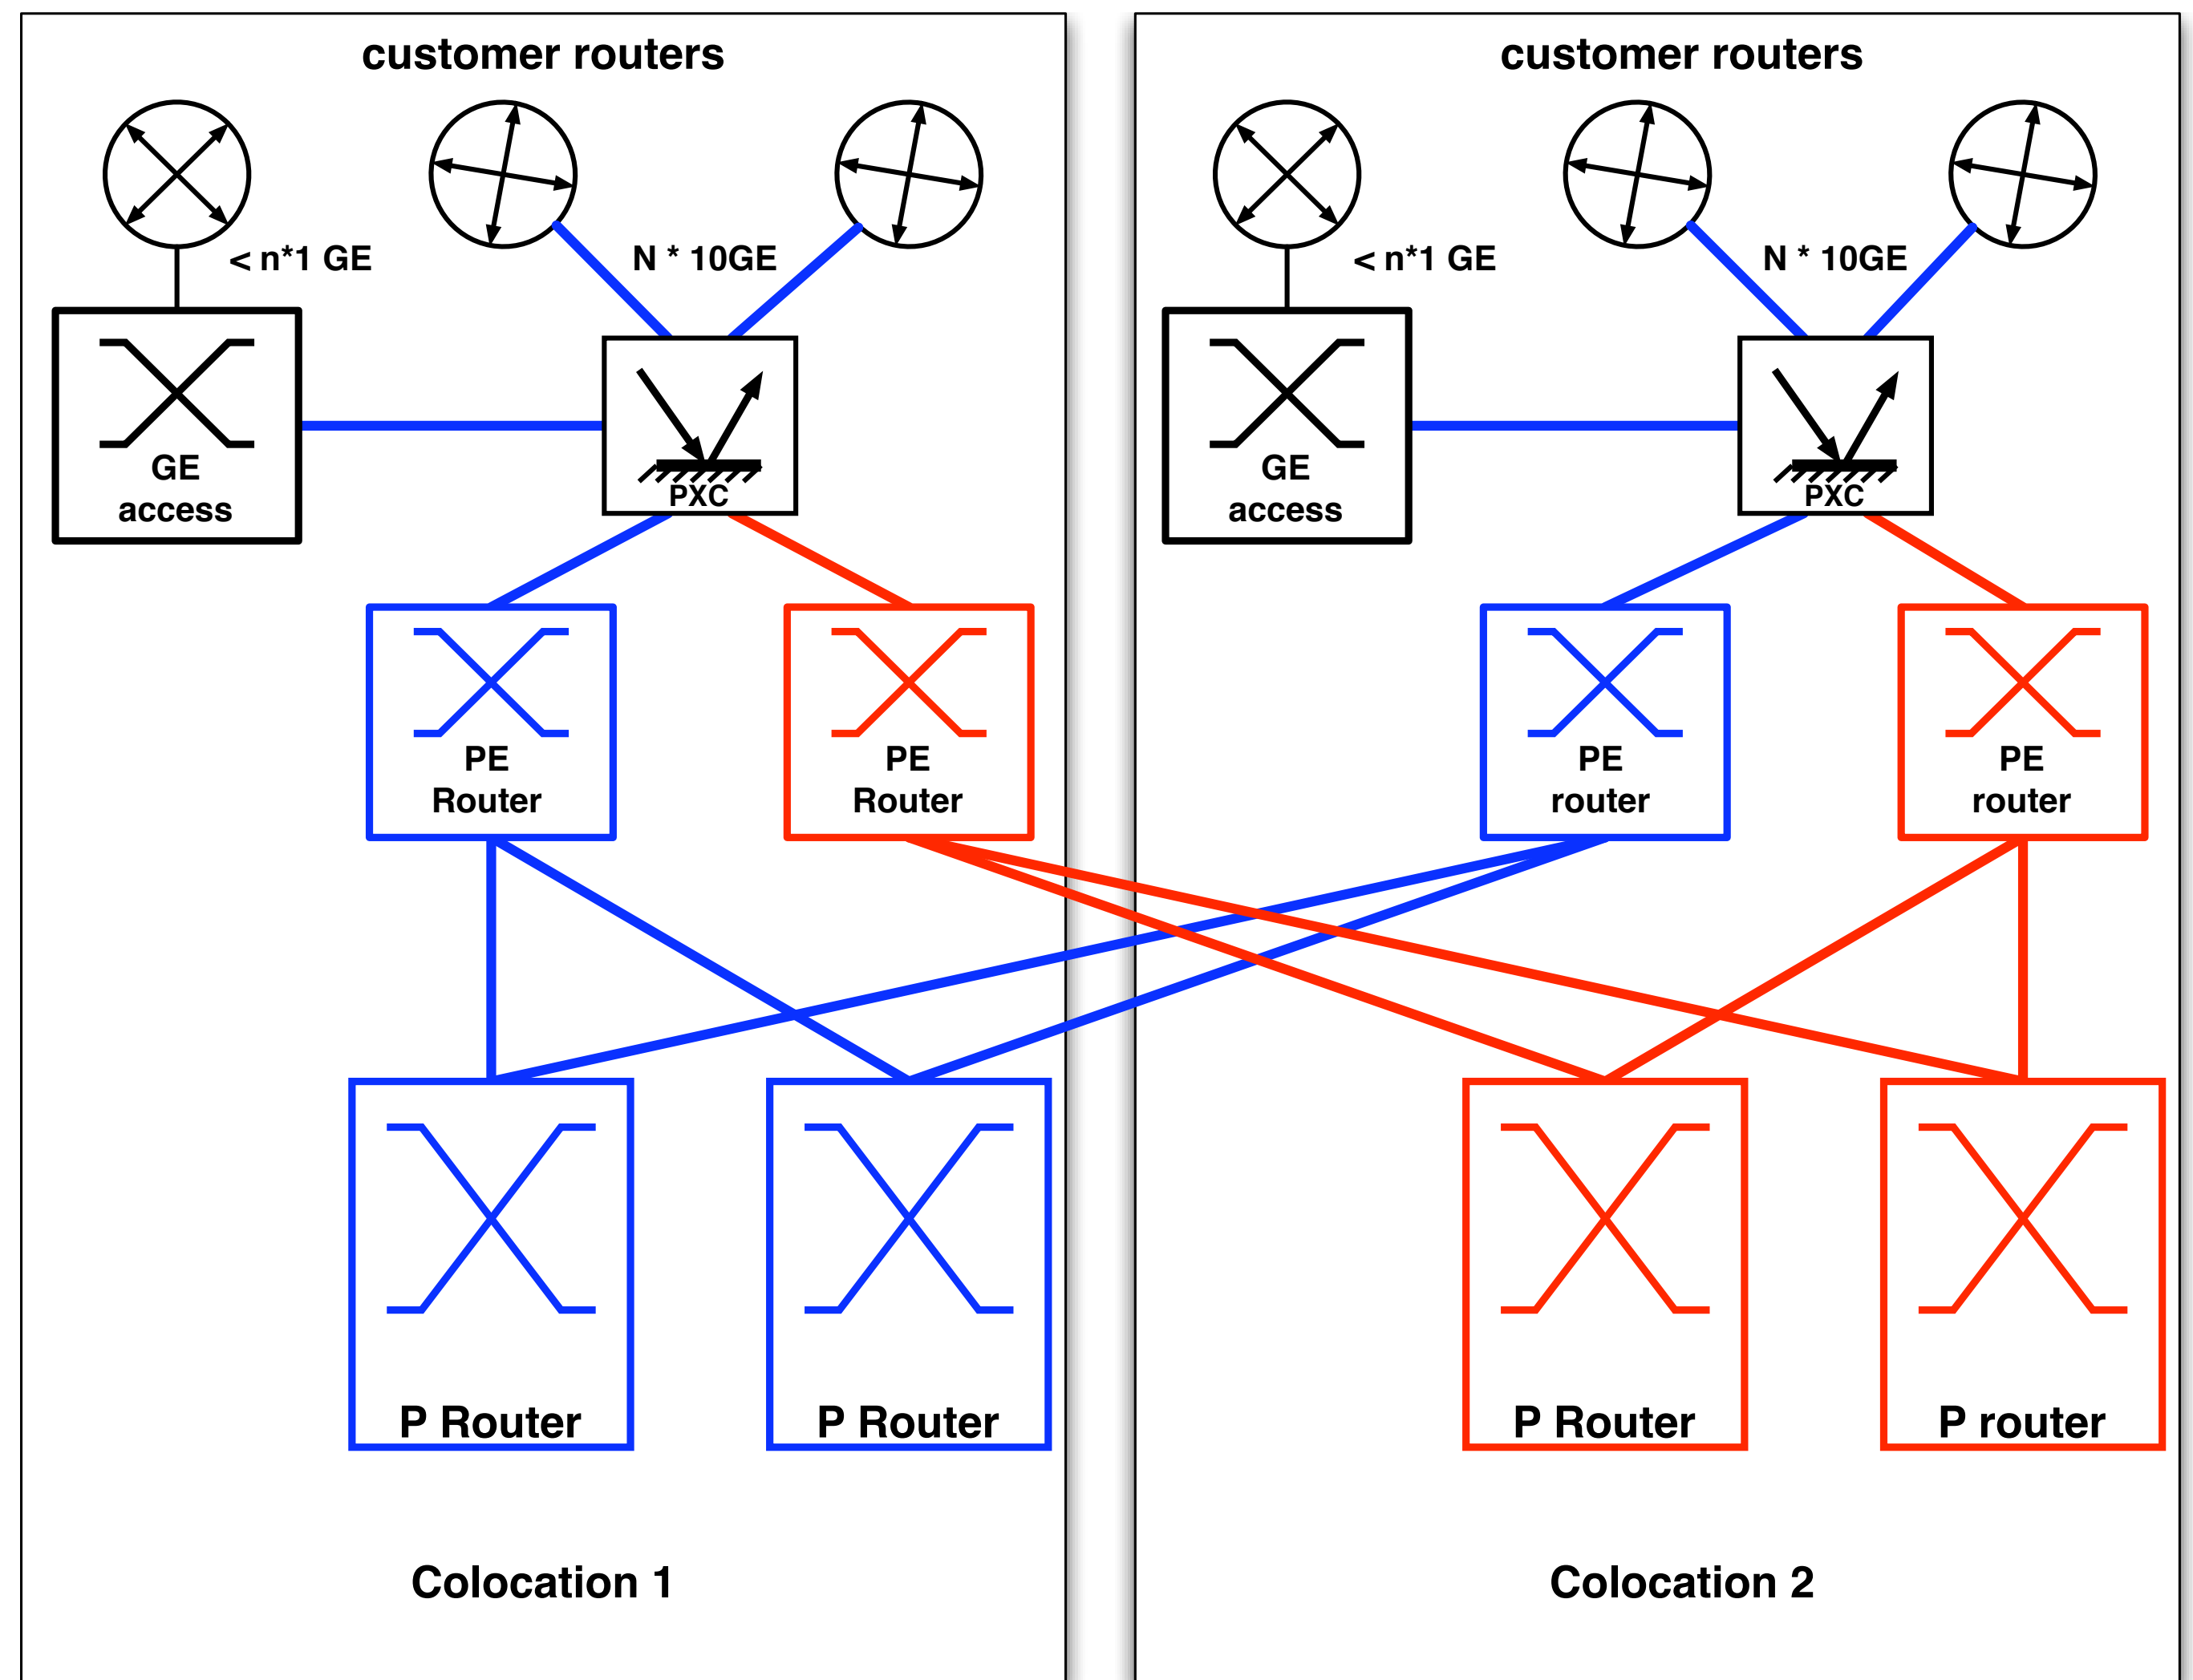 customer routers
< n*1 GE
N * 10GE
GE
access
PXC
PE
Router
PE
Router
P Router
P Router
Colocation 1
customer routers
< n*1 GE
N * 10GE
GE
access
PXC
PE
router
PE
router
P Router
P router
Colocation 2